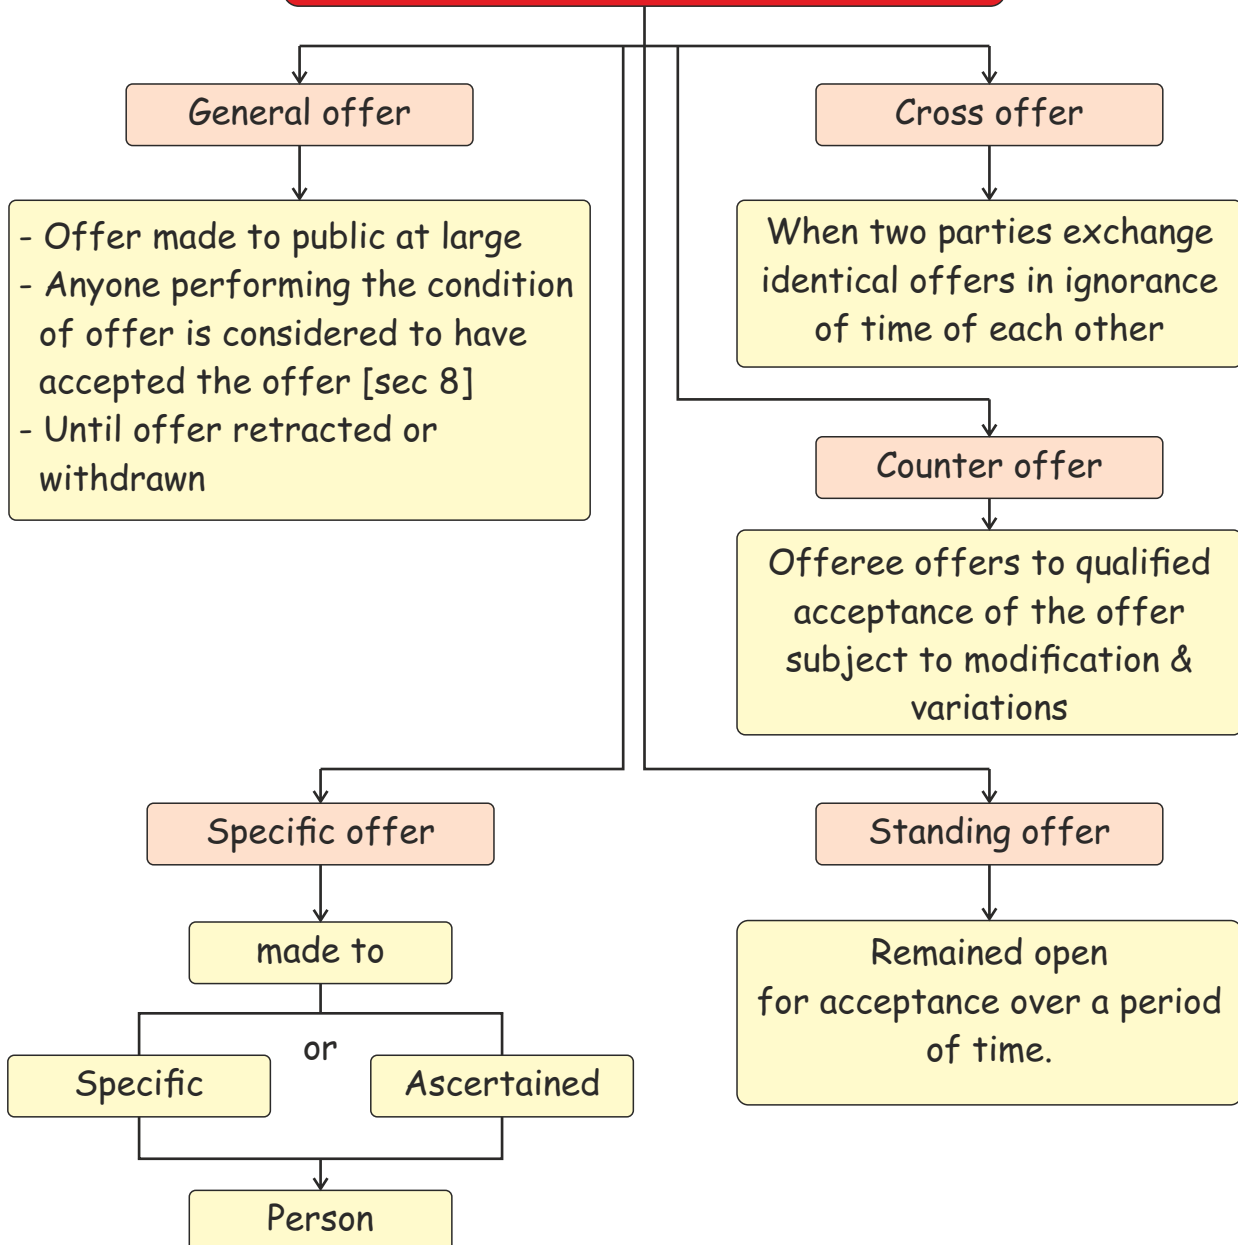 General offer
- Offer made to public at large
- Anyone performing the condition
of offer is considered to have
accepted the offer [sec 8]
- Until offer retracted or
withdrawn
Cross offer
When two parties exchange
identical offers in ignorance
of time of each other
Counter offer
Offeree offers to qualified
acceptance of the offer
subject to modification &
variations
Specific offer
made to
or
Specific
Ascertained
Person
Standing offer
Remained open
for acceptance over a period
of time.